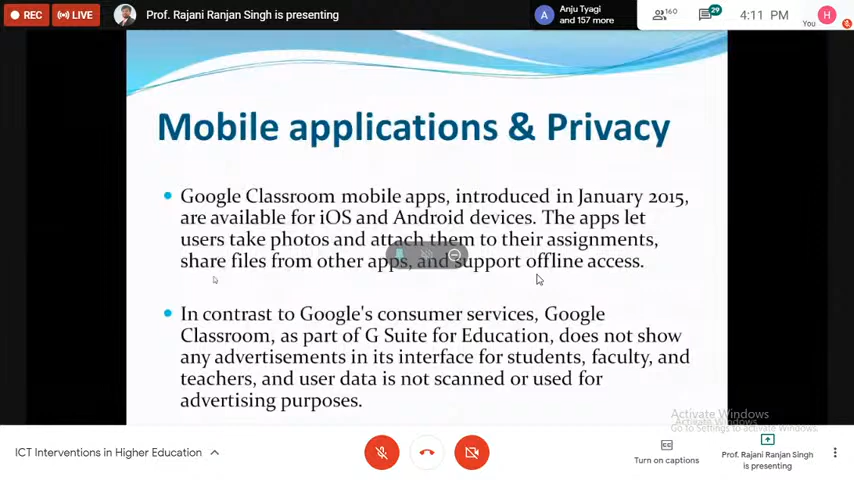 REC
LIVE
Prof. Rajani Ranjan Singh is presenting
A
Anju Tyagi
and 157 more
160
29
4:11 PM
You
H
Mobile applications & Privacy
Google Classroom mobile apps, introduced in January 2015,
are available for iOS and Android devices. The apps let
users take photos and attach them to their assignments,
share files from other apps, and support offline access.
In contrast to Google's consumer services, Google
Classroom, as part of G Suite for Education, does not show
any advertisements in its interface for students, faculty, and
teachers, and user data is not scanned or used for
advertising purposes.
Activate Windows
Activate Windows
Go to Settings to activate Windows.
ICT Interventions in Higher Education
Turn on captions
Prof. Rajani Ranjan Singh
is presenting